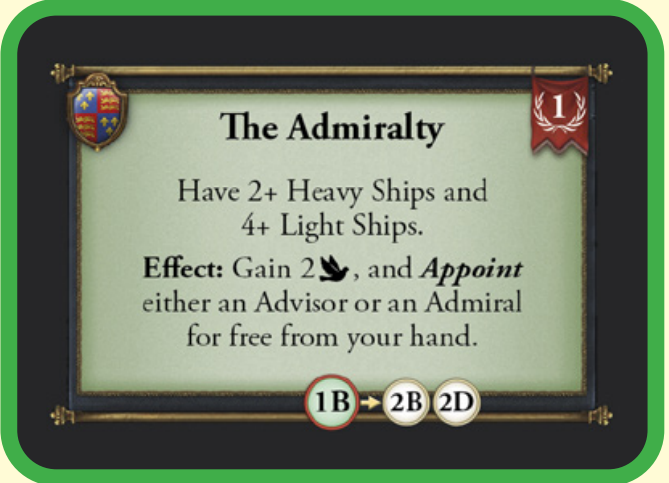 1
The Admiralty
Have 2+ Heavy Ships and
4+ Light Ships.
Effect: Gain 2 , and Appoint
either an Advisor or an Admiral
for free from your hand.
1B 2B 2D